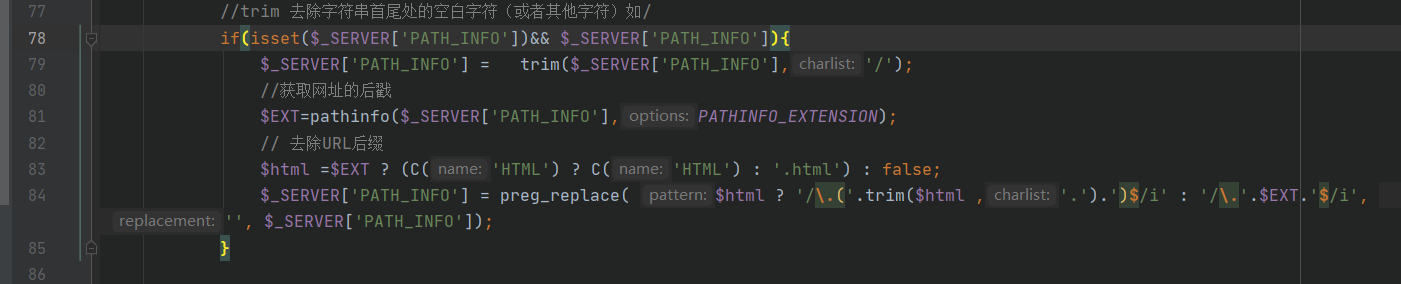 77 //trim 去除字符串首尾处的空白字符（或者其他字符）如/
78 if(isset($_SERVER['PATH_INFO'])&& $_SERVER['PATH_INFO']){
79 $_SERVER['PATH_INFO'] = trim($_SERVER['PATH_INFO'], charlist: '/');
80 //获取网址的后戳
81 $EXT=pathinfo($_SERVER['PATH_INFO'], options: PATHINFO_EXTENSION);
82 // 去除URL后缀
83 $html =$EXT ? (C( name: 'HTML') ? C( name: 'HTML') : '.html') : false;
84 $_SERVER['PATH_INFO'] = preg_replace( pattern: $html ? '/\.('.trim($html , charlist: '.').')$/i' : '/\.'.$EXT.'$/i',
replacement: '', $_SERVER['PATH_INFO']);
85 }
86